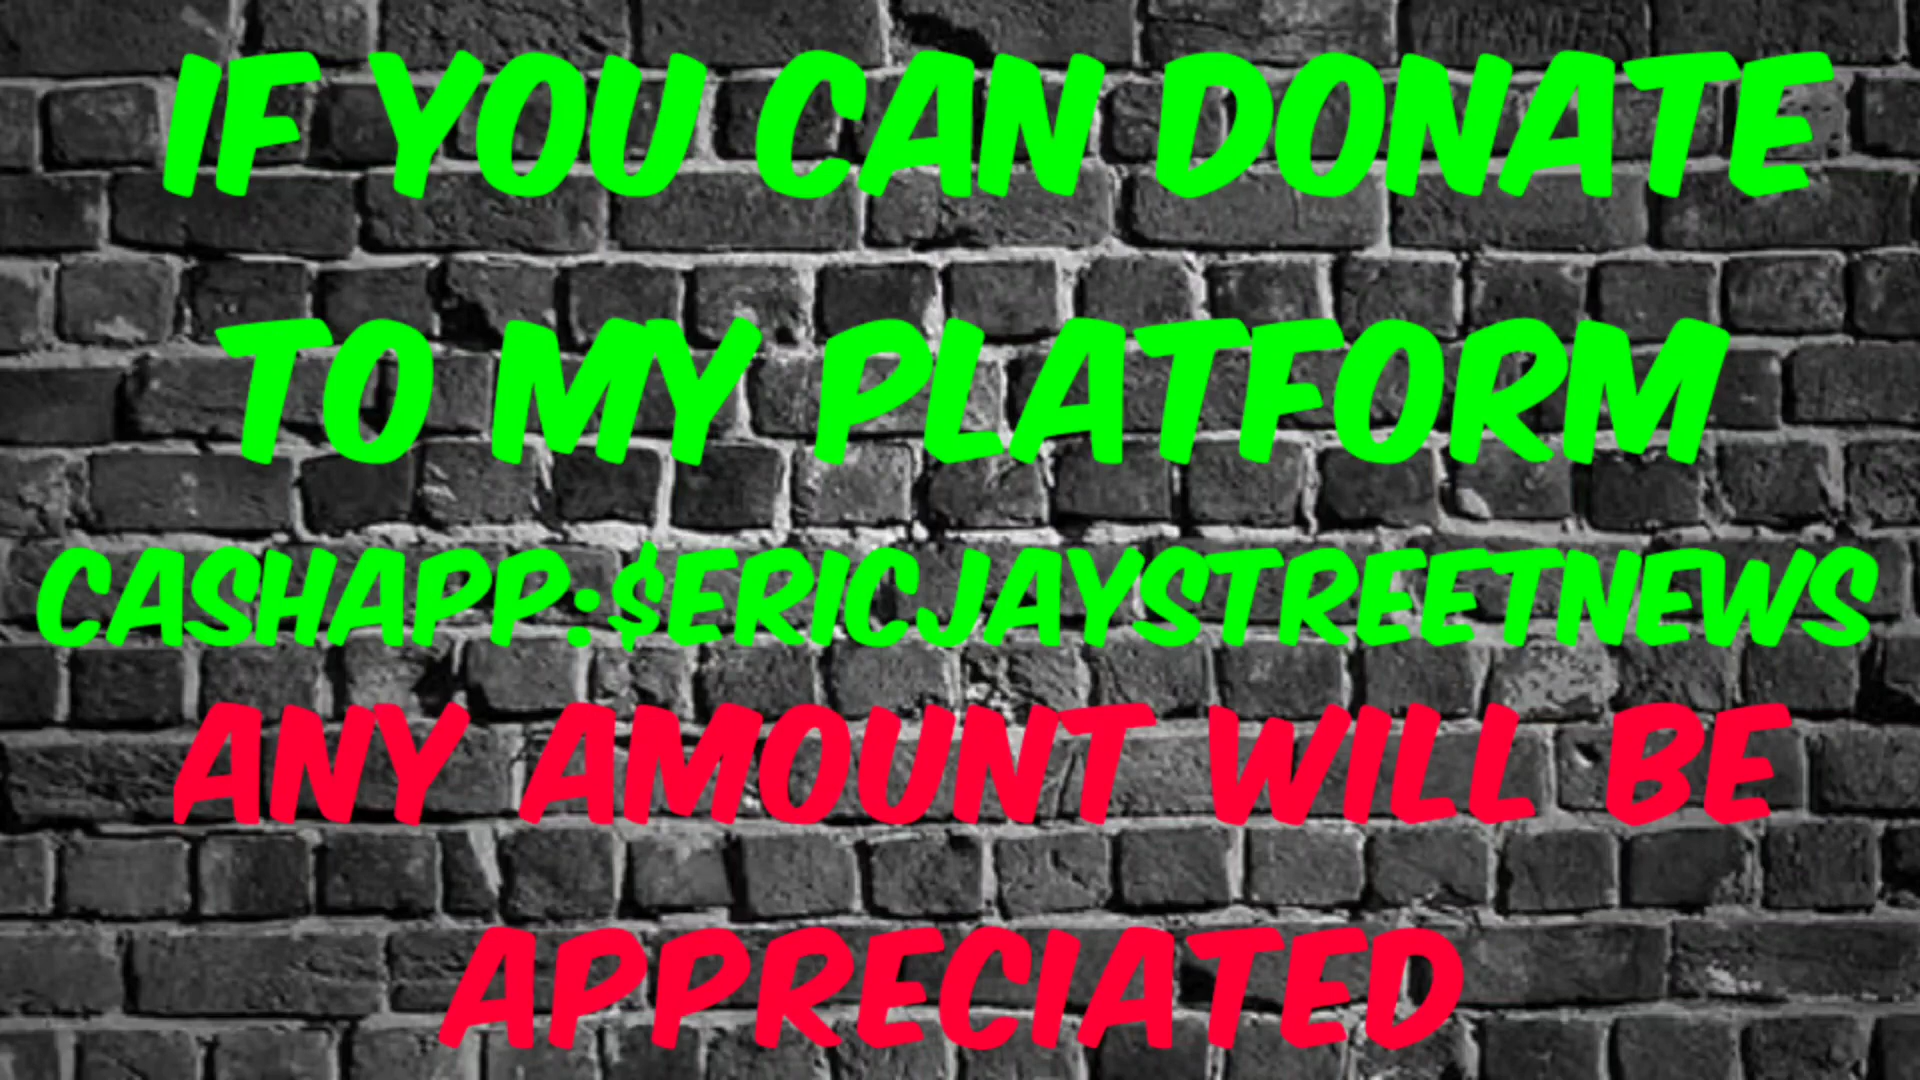 IF YOU CAN DONATE
TO MY PLATFORM
CASHAPP:$ERICJAYSTREETNEWS
ANY AMOUNT WILL BE
APPRECIATED